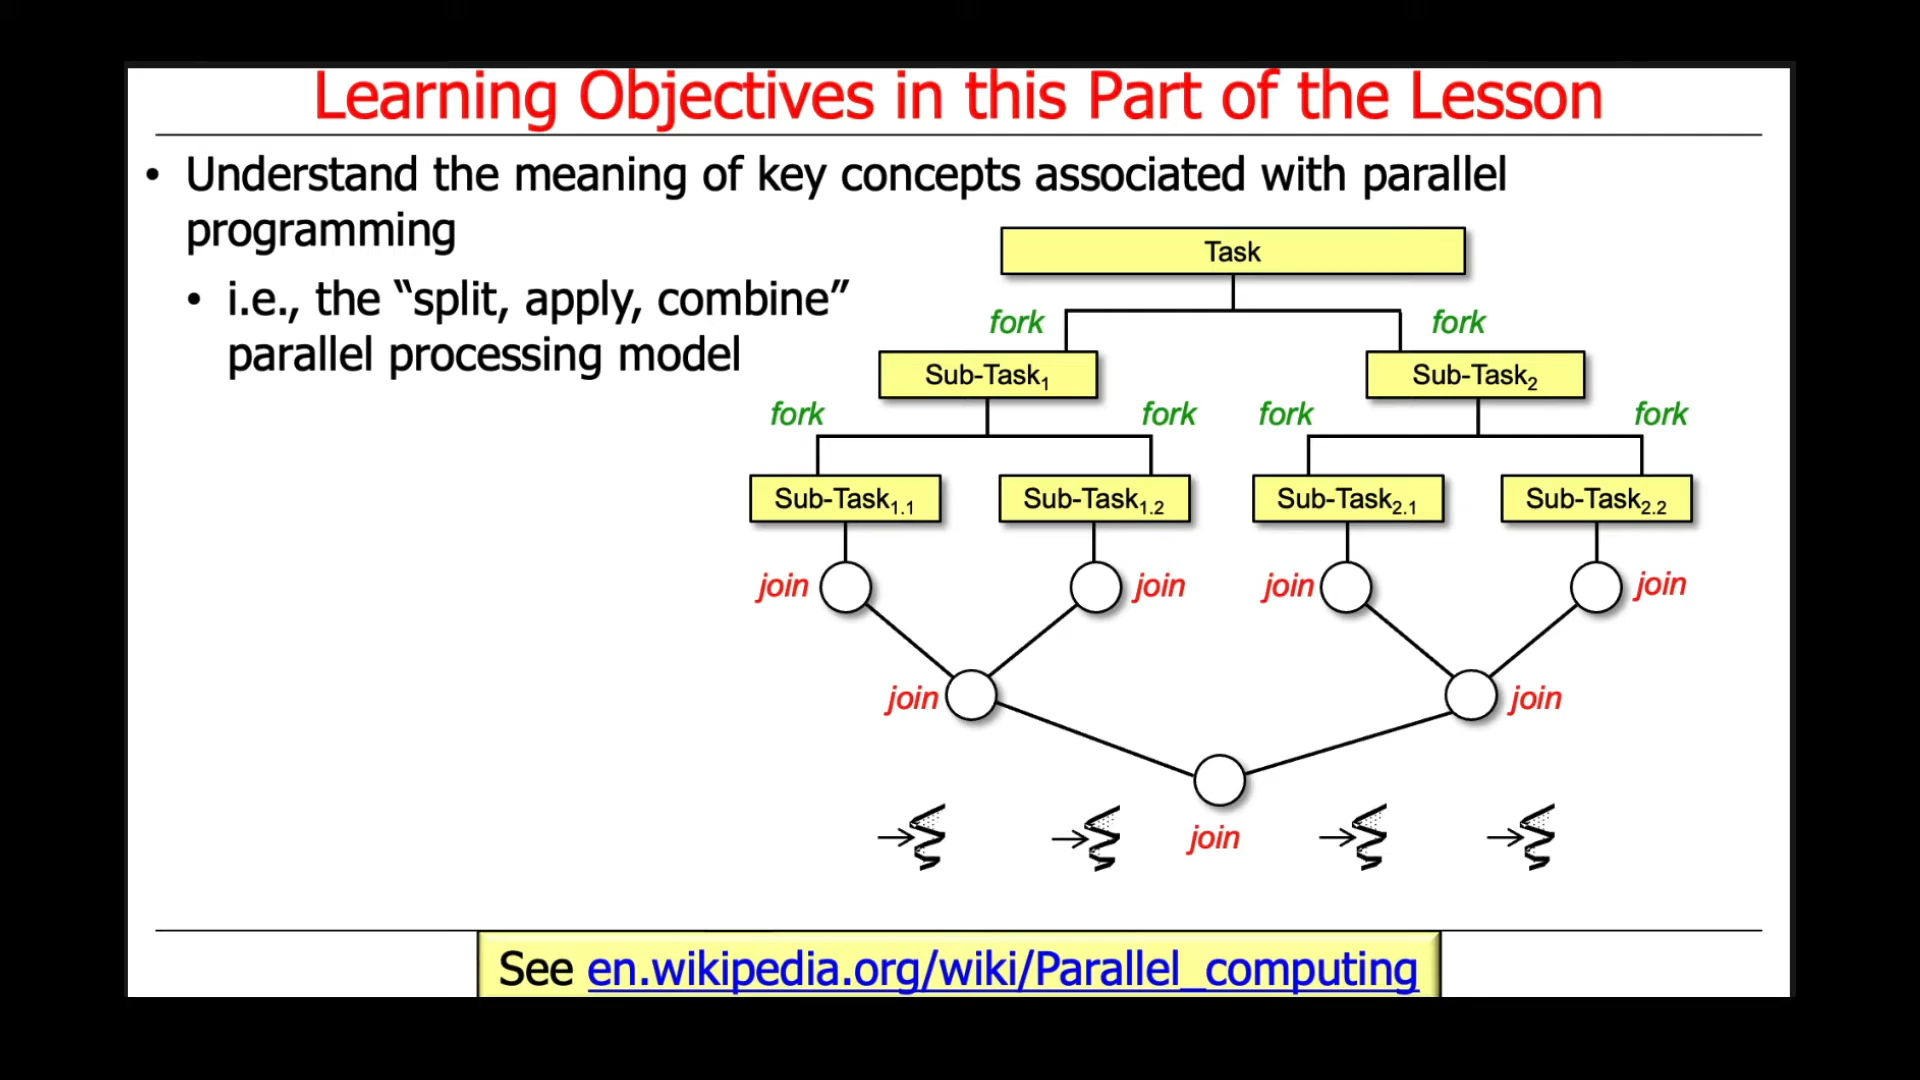 Learning Objectives in this Part of the Lesson
• Understand the meaning of key concepts associated with parallel
programming
• i.e., the “split, apply, combine”
parallel processing model
Task
fork fork
Sub-Task1 Sub-Task2
fork fork fork fork
Sub-Task1.1 Sub-Task1.2 Sub-Task2.1 Sub-Task2.2
join join join join
join join
join
See en.wikipedia.org/wiki/Parallel_computing